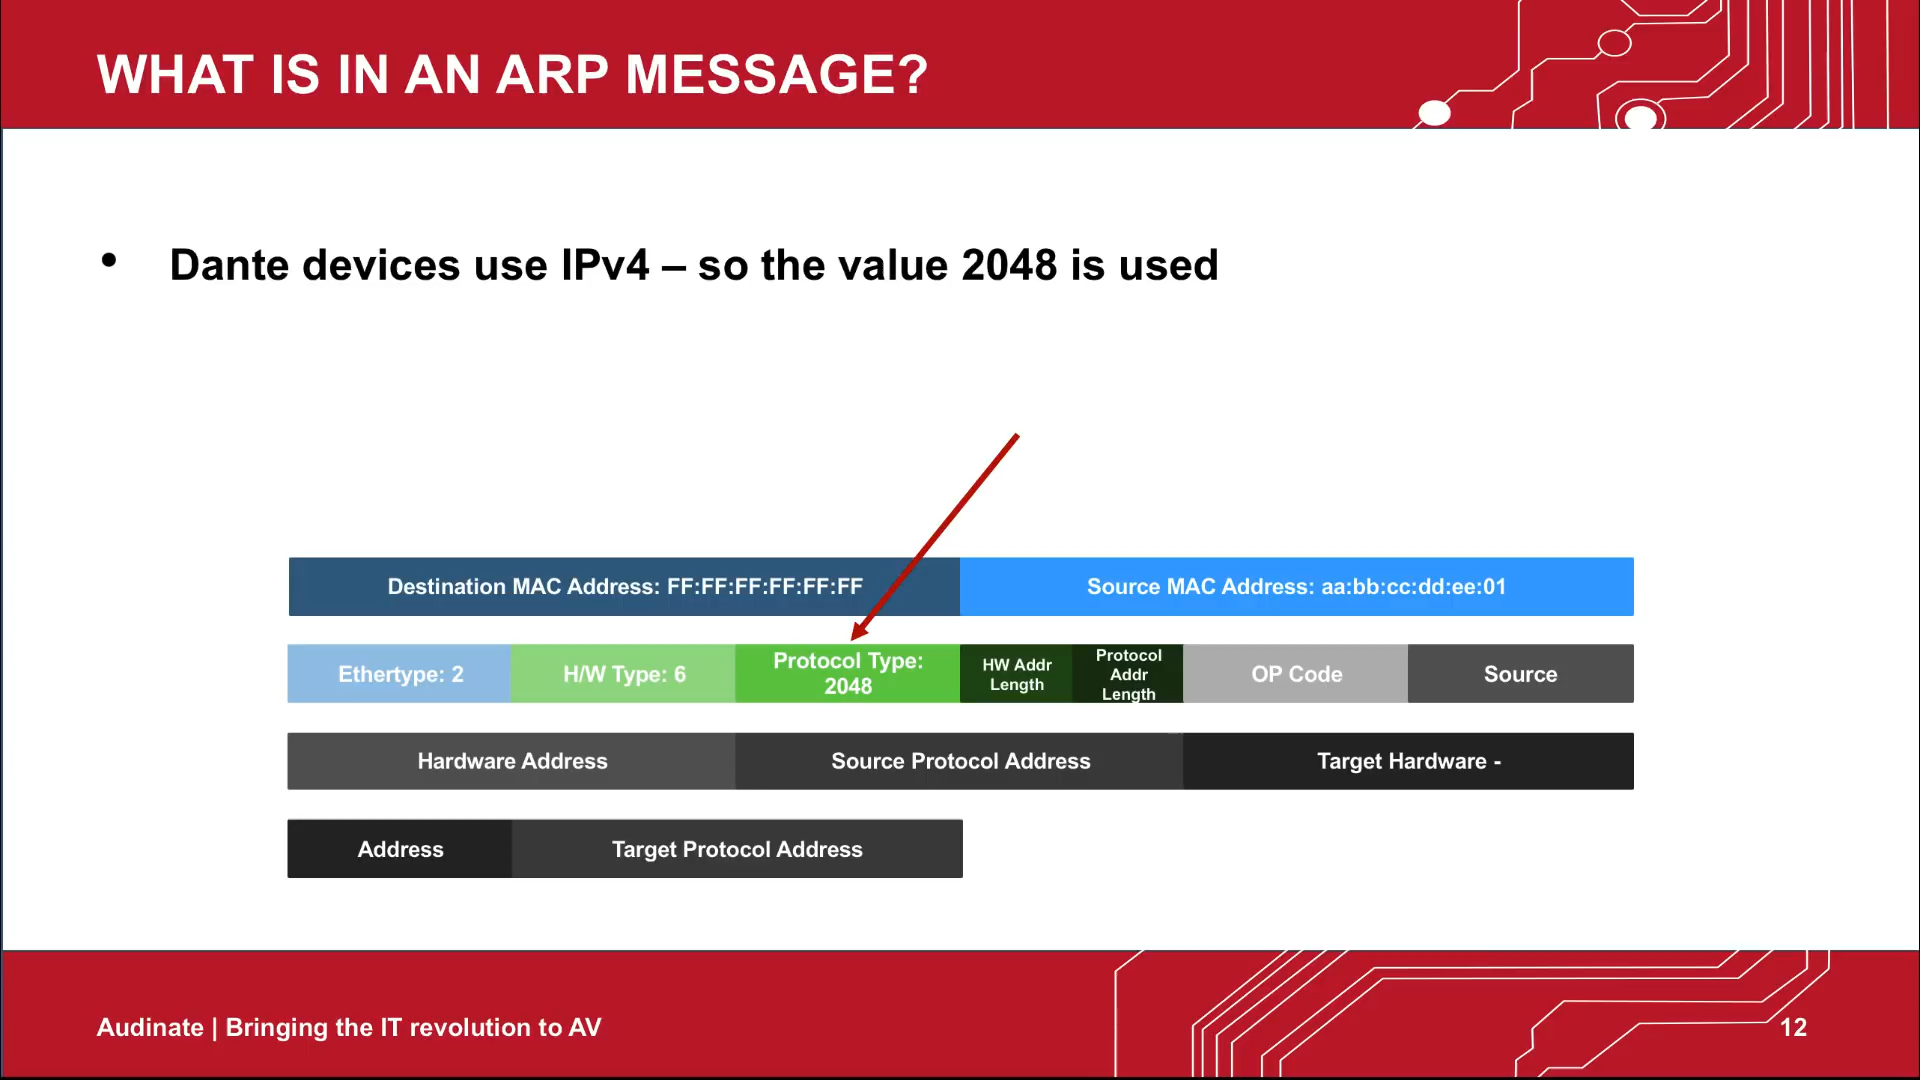 WHAT IS IN AN ARP MESSAGE?
• Dante devices use IPv4 – so the value 2048 is used
Destination MAC Address: FF:FF:FF:FF:FF:FF
Source MAC Address: aa:bb:cc:dd:ee:01
Ethertype: 2
H/W Type: 6
Protocol Type:
2048
HW Addr
Length
Protocol
Addr
Length
OP Code
Source
Hardware Address
Source Protocol Address
Target Hardware -
Address
Target Protocol Address
Audinate | Bringing the IT revolution to AV
12